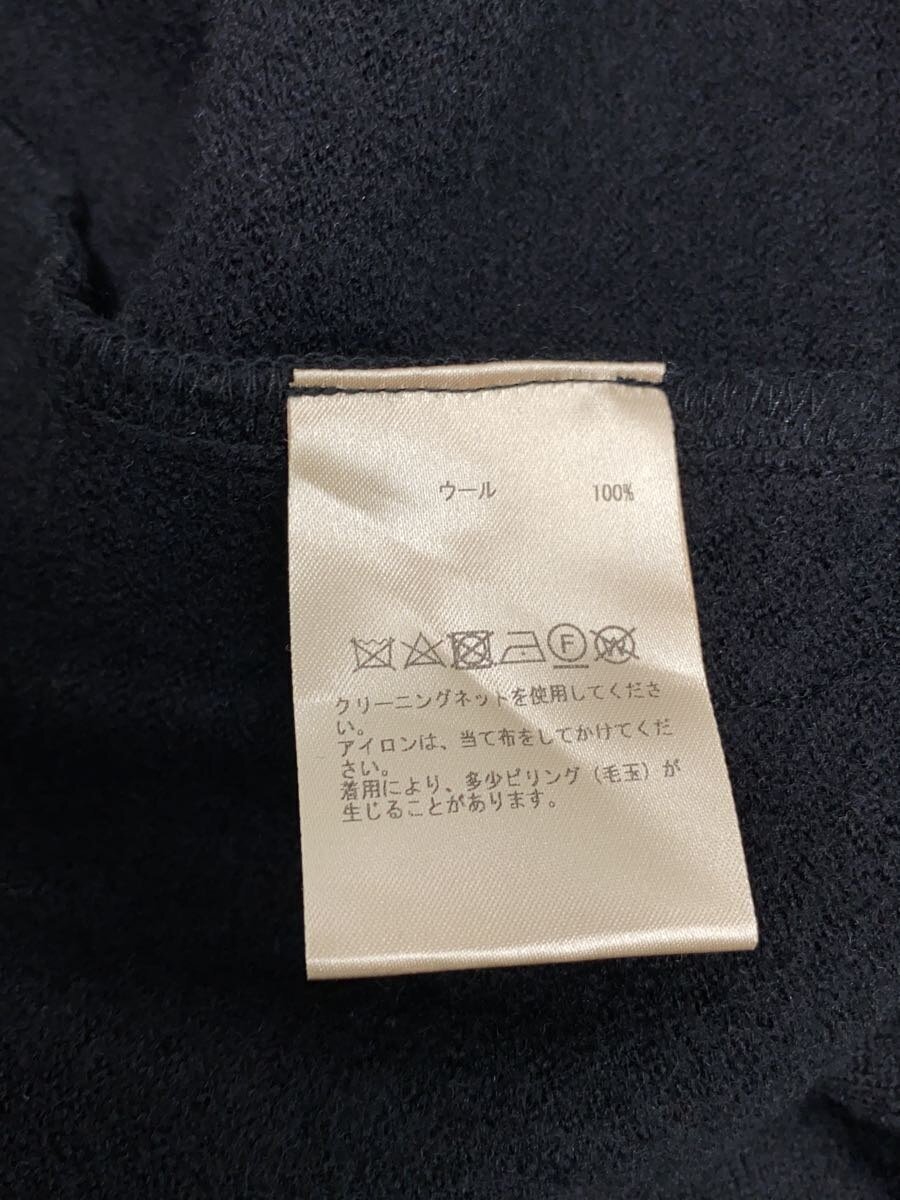 ウール 100%
F W
クリーニングネットを使用してくださ
い。
アイロンは、当て布をしてかけてくだ
さい。
着用により、多少ピリング（毛玉）が
生じることがあります。